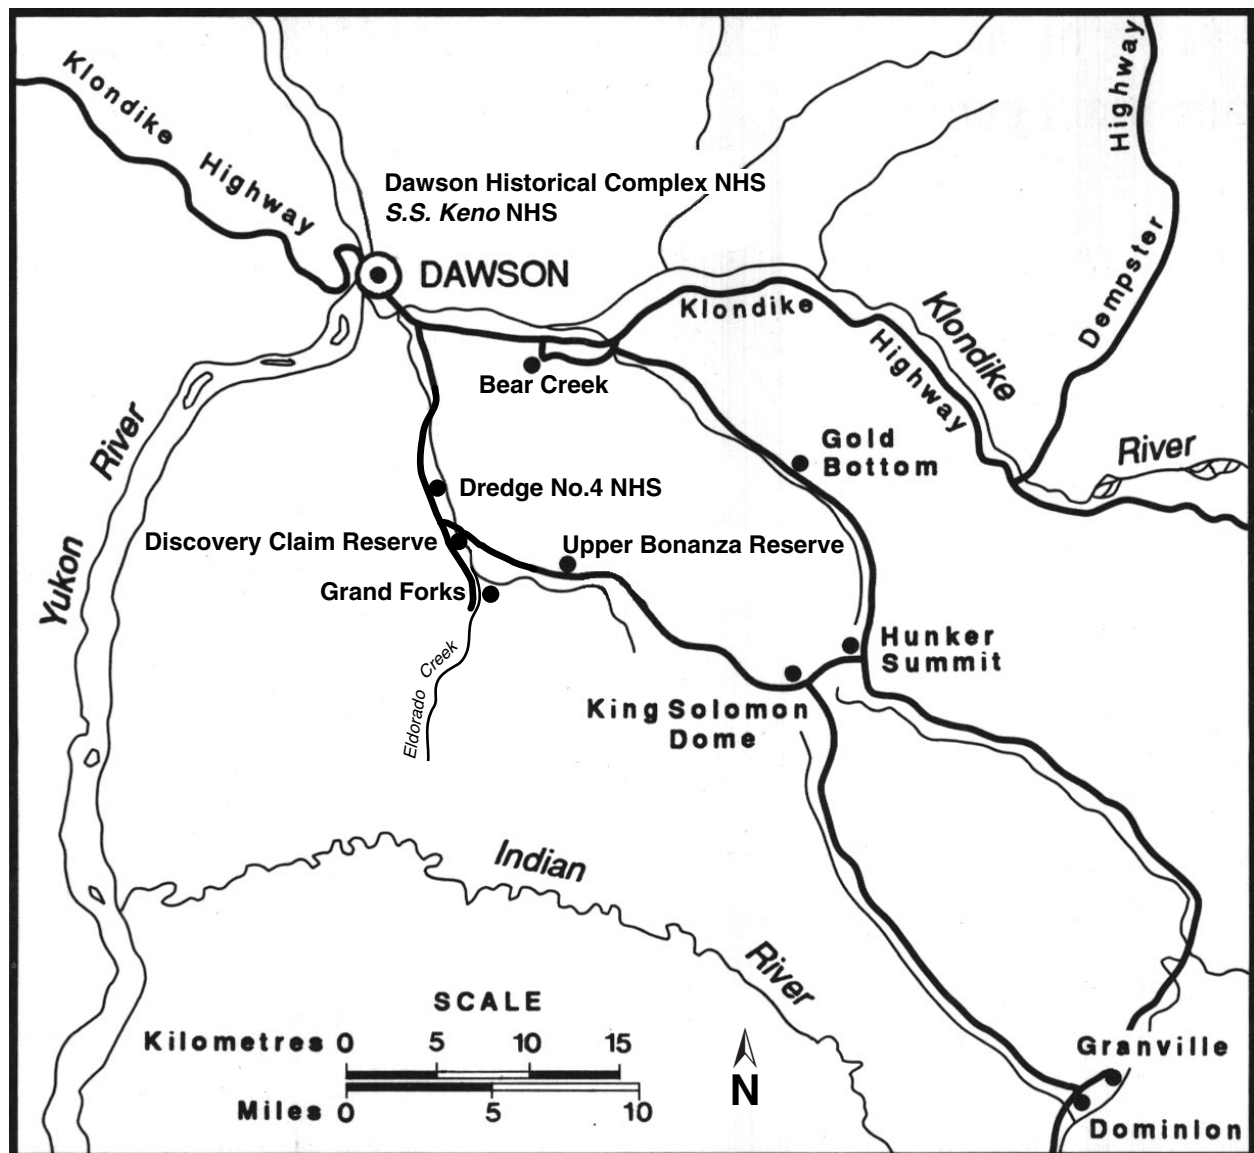 Klondike Highway
Highway
Dempster
Dawson Historical Complex NHS
S.S. Keno NHS
DAWSON
Klondike
Highway
Klondike
River
Bear Creek
Gold
Bottom
Dredge No.4 NHS
Discovery Claim Reserve
Upper Bonanza Reserve
Grand Forks
Yukon
River
Eldorado Creek
Hunker
Summit
King Solomon
Dome
Indian
River
SCALE
Kilometres 0 5 10 15
Miles 0 5 10
N
Granville
Dominion